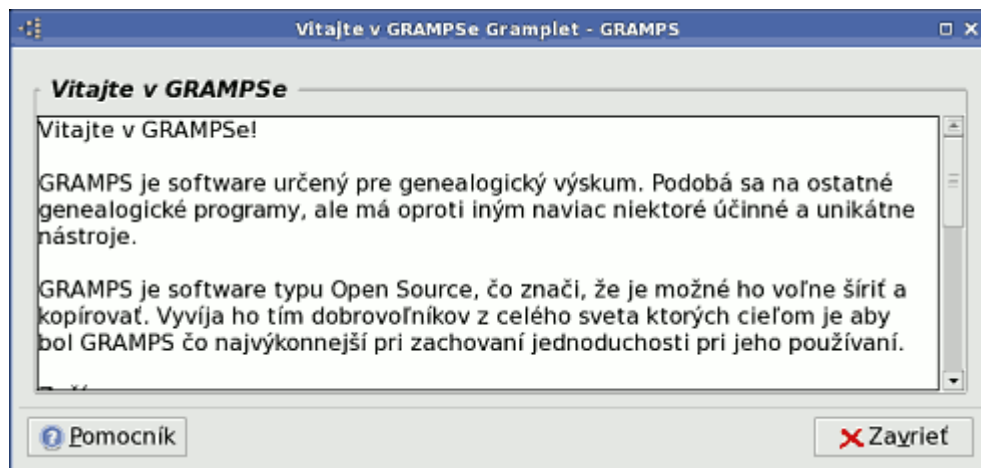 Vitajte v GRAMPSe Gramplet - GRAMPS
Vitajte v GRAMPSe
Vitajte v GRAMPSe!
GRAMPS je software určený pre genealogický výskum. Podobá sa na ostatné
genealogické programy, ale má oproti iným naviac niektoré účinné a unikátne
nástroje.
GRAMPS je software typu Open Source, čo značí, že je možné ho voľne šíriť a
kopírovať. Vyvíja ho tím dobrovoľníkov z celého sveta ktorých cieľom je aby
bol GRAMPS čo najvýkonnejší pri zachovaní jednoduchosti pri jeho používaní.
Pomocník
Zavrieť